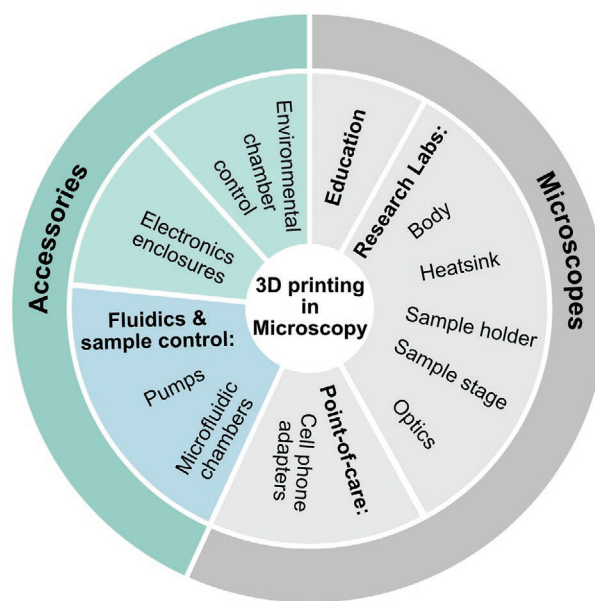 3D printing
in
Microscopy
Microscopes
Education
Research Labs:
Body
Heatsink
Sample holder
Sample stage
Optics
Point-of-care:
Cell phone
adapters
Accessories
Fluidics &
sample control:
Pumps
Microfluidic
chambers
Electronics
enclosures
Environmental
chamber
control